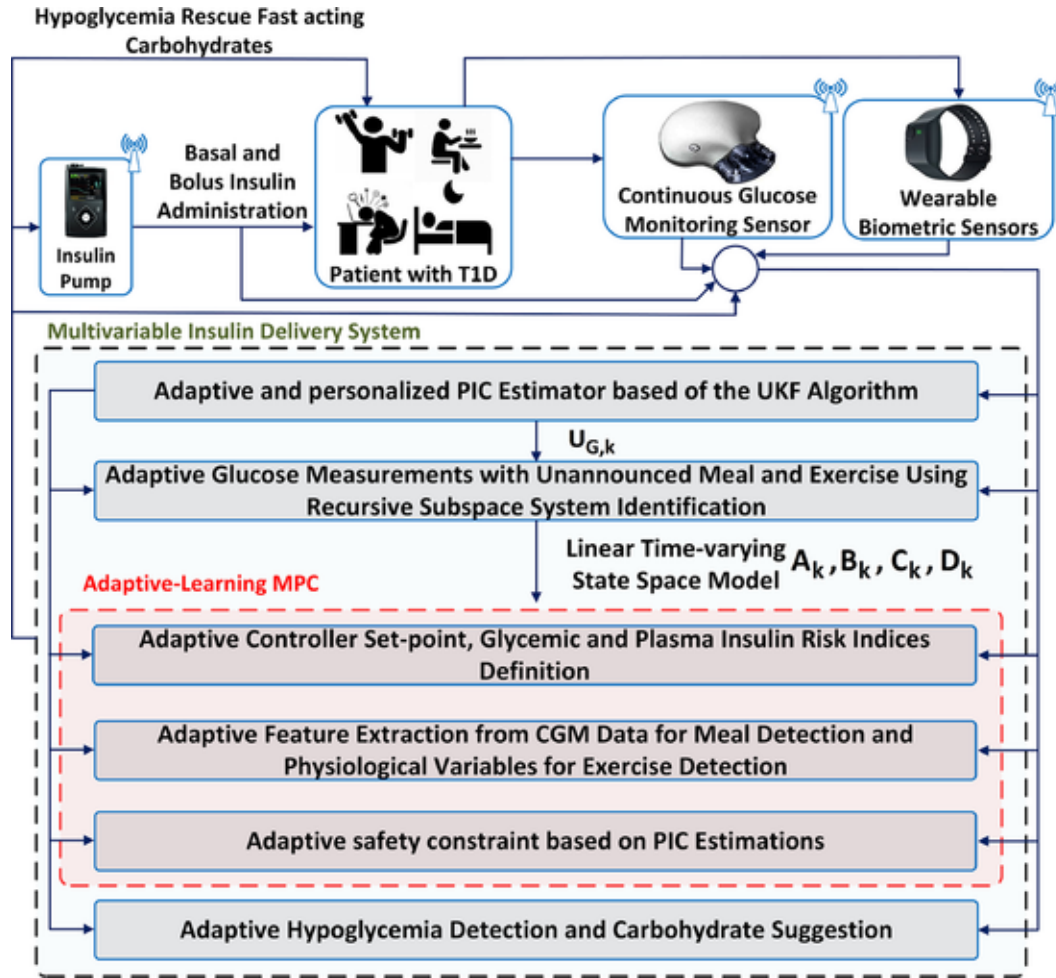 Hypoglycemia Rescue Fast acting
Carbohydrates
Basal and
Bolus Insulin
Administration
Insulin
Pump
Patient with T1D
Continuous Glucose
Monitoring Sensor
Wearable
Biometric Sensors
Multivariable Insulin Delivery System
Adaptive and personalized PIC Estimator based of the UKF Algorithm
U_G,k
Adaptive Glucose Measurements with Unannounced Meal and Exercise Using
Recursive Subspace System Identification
Linear Time-varying
State Space Model
A_k , B_k , C_k , D_k
Adaptive-Learning MPC
Adaptive Controller Set-point, Glycemic and Plasma Insulin Risk Indices
Definition
Adaptive Feature Extraction from CGM Data for Meal Detection and
Physiological Variables for Exercise Detection
Adaptive safety constraint based on PIC Estimations
Adaptive Hypoglycemia Detection and Carbohydrate Suggestion